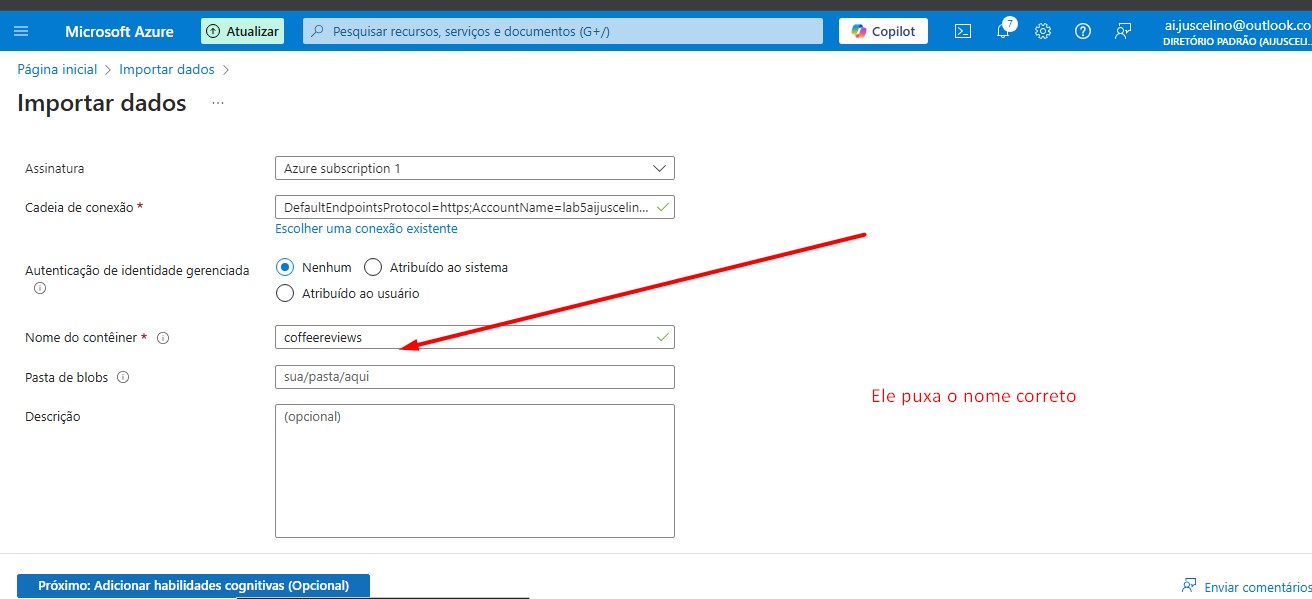 Microsoft Azure
Atualizar
Pesquisar recursos, serviços e documentos (G+/)
Copilot
7
ai.juscelino@outlook.co
DIRETÓRIO PADRÃO (AIJUSCELI...
Página inicial > Importar dados >
Importar dados ...
Assinatura
Azure subscription 1
Cadeia de conexão *
DefaultEndpointsProtocol=https;AccountName=lab5aijuscelin...
Escolher uma conexão existente
Autenticação de identidade gerenciada
Nenhum
Atribuído ao sistema
Atribuído ao usuário
Nome do contêiner *
coffeereviews
Pasta de blobs
sua/pasta/aqui
Ele puxa o nome correto
Descrição
(opcional)
Próximo: Adicionar habilidades cognitivas (Opcional)
Enviar comentários